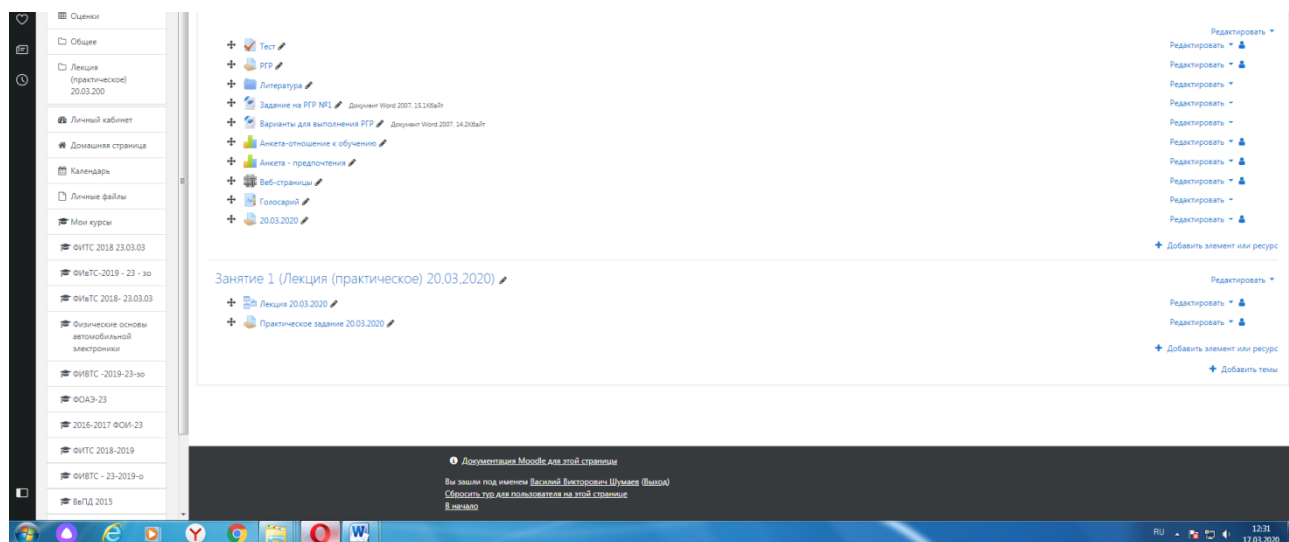 Оценки
Общее
Лекция
(практическое)
20.03.200
Личный кабинет
Домашняя страница
Календарь
Личные файлы
Мои курсы
ФИТС 2018 23.03.03
ФИвТС-2019 - 23 - зо
ФИвТС 2018- 23.03.03
Физические основы
автомобильной
электроники
ФИВТС -2019-23-зо
ФОАЭ-23
2016-2017 ФОИ-23
ФИТС 2018-2019
ФИВТС - 23-2019-о
ВвПД 2015
Редактировать
Тест Редактировать
РГР Редактировать
Литература Редактировать
Задание на РГР №1 Документ Word 2007. 15.1Кбайт Редактировать
Варианты для выполнения РГР Документ Word 2007. 14.2Кбайт Редактировать
Анкета-отношение к обучению Редактировать
Анкета - предпочтения Редактировать
Веб-страницы Редактировать
Голосарий Редактировать
20.03.2020 Редактировать
Добавить элемент или ресурс
Занятие 1 (Лекция (практическое) 20.03.2020) Редактировать
Лекция 20.03.2020 Редактировать
Практическое задание 20.03.2020 Редактировать
Добавить элемент или ресурс
Добавить темы
Документация Moodle для этой страницы
Вы зашли под именем Василий Викторович Шумаев (Выход)
Сбросить тур для пользователя на этой странице
В начало
RU 12:31
17.03.2020